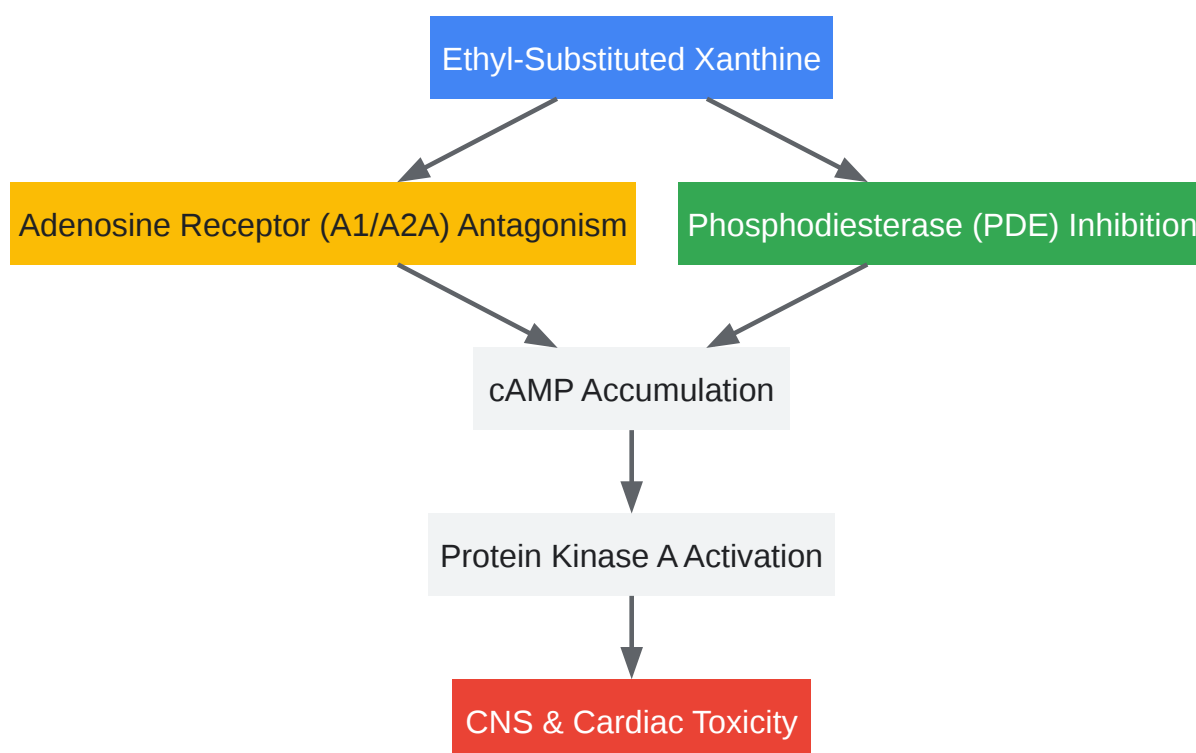 Ethyl-Substituted Xanthine
Adenosine Receptor (A1/A2A) Antagonism
Phosphodiesterase (PDE) Inhibition
cAMP Accumulation
Protein Kinase A Activation
CNS & Cardiac Toxicity